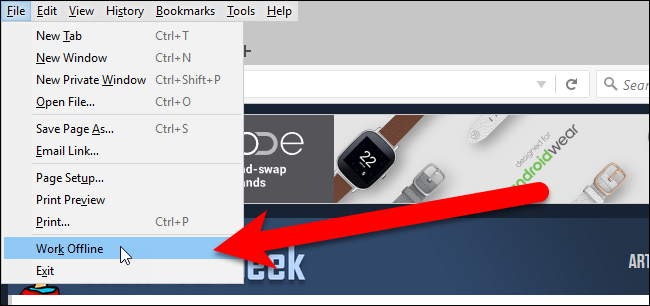 File Edit View History Bookmarks Tools Help
New Tab Ctrl+T
New Window Ctrl+N
New Private Window Ctrl+Shift+P
Open File... Ctrl+O
Save Page As... Ctrl+S
Email Link...
Page Setup...
Print Preview
Print... Ctrl+P
Work Offline
Exit
+
Sear
ode
nd-swap
ands
22
designed for
androidwear
eek
ART